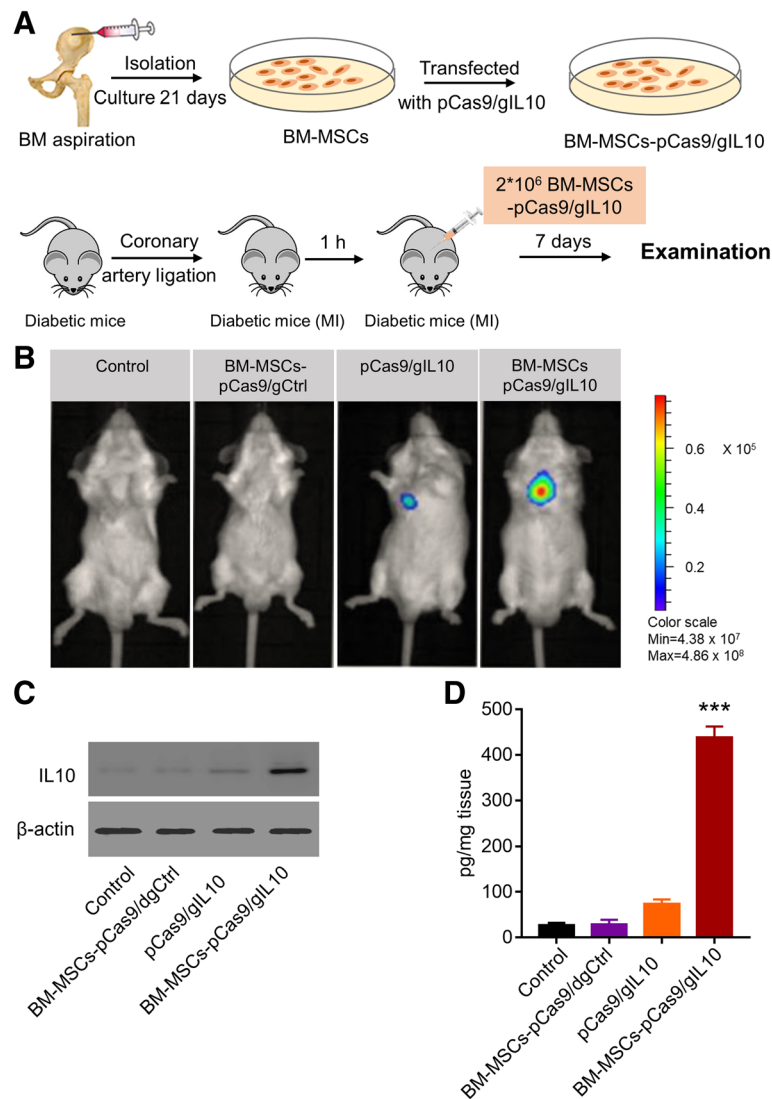 A
Isolation
Culture 21 days
Transfected
with pCas9/gIL10
BM aspiration
BM-MSCs
BM-MSCs-pCas9/gIL10
2*10⁶ BM-MSCs
-pCas9/gIL10
Coronary
artery ligation
1 h
7 days
Examination
Diabetic mice
Diabetic mice (MI)
Diabetic mice (MI)
B
Control
BM-MSCs-
pCas9/gCtrl
pCas9/gIL10
BM-MSCs
pCas9/gIL10
0.6
X 10⁵
0.4
0.2
Color scale
Min=4.38 x 10⁷
Max=4.86 x 10⁸
C
IL10
β-actin
Control
BM-MSCs-pCas9/dgCtrl
pCas9/gIL10
BM-MSCs-pCas9/gIL10
D
pg/mg tissue
500
400
300
200
100
0
***
Control
BM-MSCs-pCas9/dgCtrl
pCas9/gIL10
BM-MSCs-pCas9/gIL10